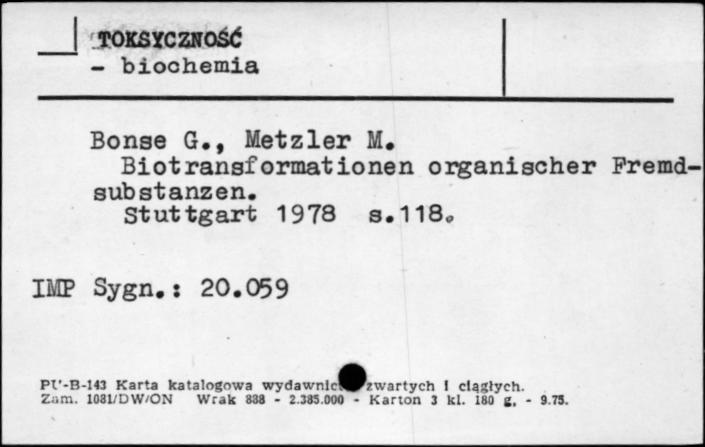 TOKSYCZNOŚĆ
- biochemia
Bonse G., Metzler M.
Biotransformationen organischer Fremd-
substanzen.
Stuttgart 1978 s.118.
IMP Sygn.: 20.059
PU-B-143 Karta katalogowa wydawnict zwartych i ciągłych.
Zam. 1081/DW/ON Wrak 888 - 2.385.000 - Karton 3 kl. 180 g. - 9.75.